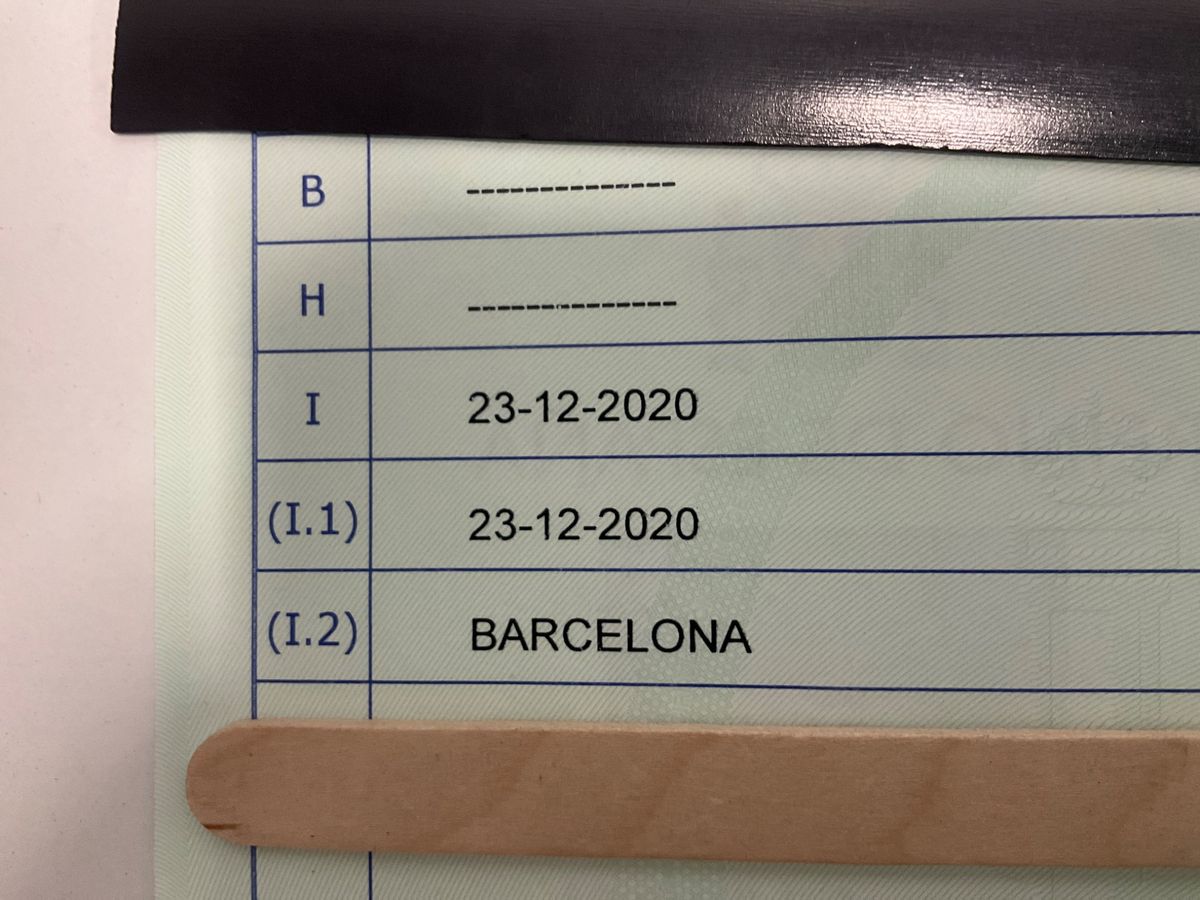 B --------------
H --------------
I 23-12-2020
(I.1) 23-12-2020
(I.2) BARCELONA